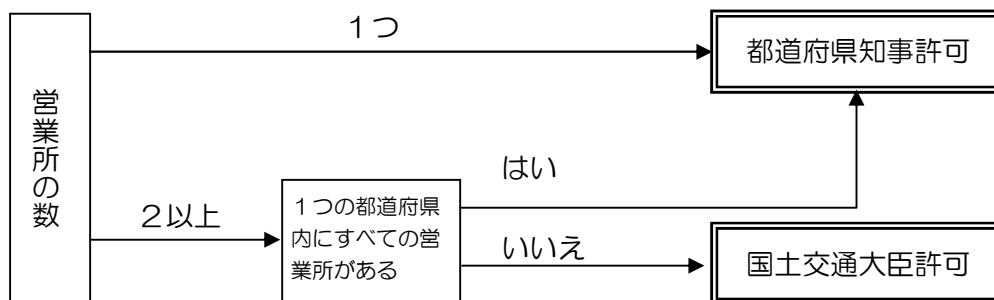 １つ
都道府県知事許可
営業所の数
はい
２以上
１つの都道府県
内にすべての営
業所がある
いいえ
国土交通大臣許可